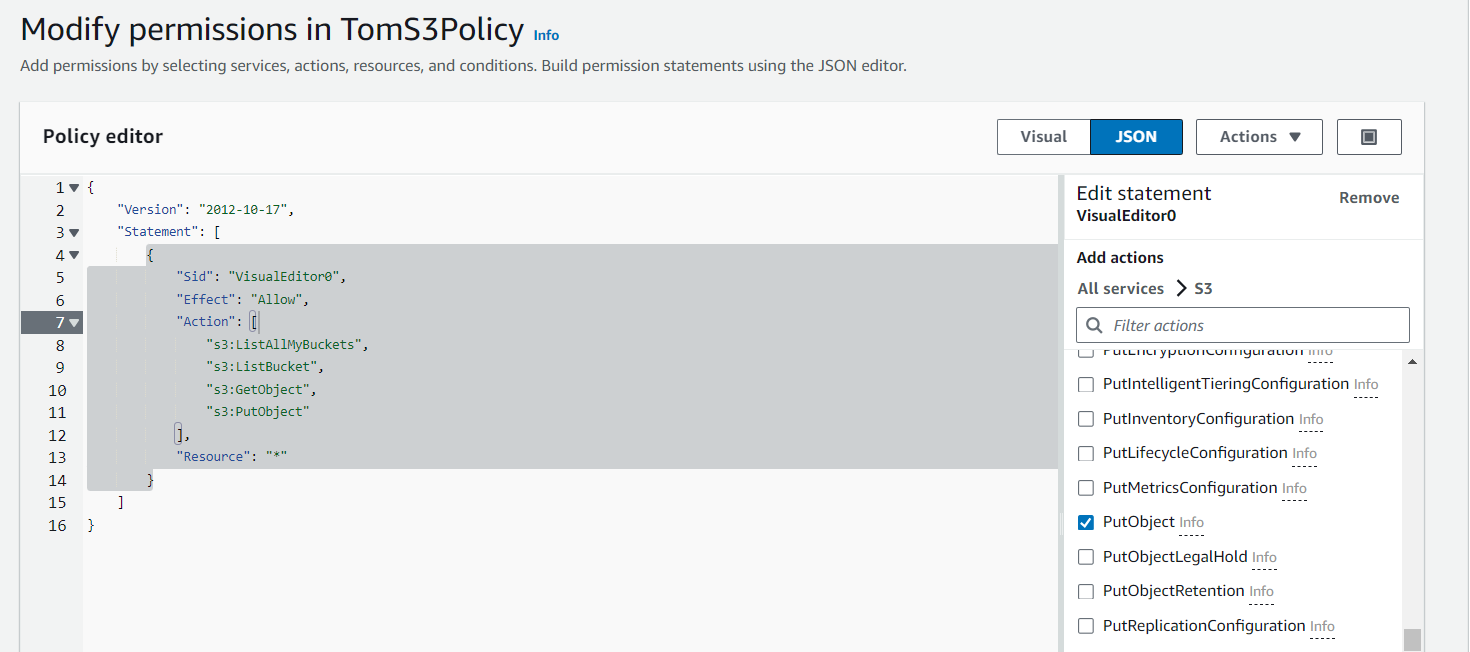 Modify permissions in TomS3Policy Info
Add permissions by selecting services, actions, resources, and conditions. Build permission statements using the JSON editor.
Policy editor
Visual JSON Actions
1 {
2 "Version": "2012-10-17",
3 "Statement": [
4 {
5 "Sid": "VisualEditor0",
6 "Effect": "Allow",
7 "Action": [
8 "s3:ListAllMyBuckets",
9 "s3:ListBucket",
10 "s3:GetObject",
11 "s3:PutObject"
12 ],
13 "Resource": "*"
14 }
15 ]
16 }
Edit statement Remove
VisualEditor0
Add actions
All services > S3
Filter actions
PutEncryptionConfiguration Info
PutIntelligentTieringConfiguration Info
PutInventoryConfiguration Info
PutLifecycleConfiguration Info
PutMetricsConfiguration Info
PutObject Info
PutObjectLegalHold Info
PutObjectRetention Info
PutReplicationConfiguration Info